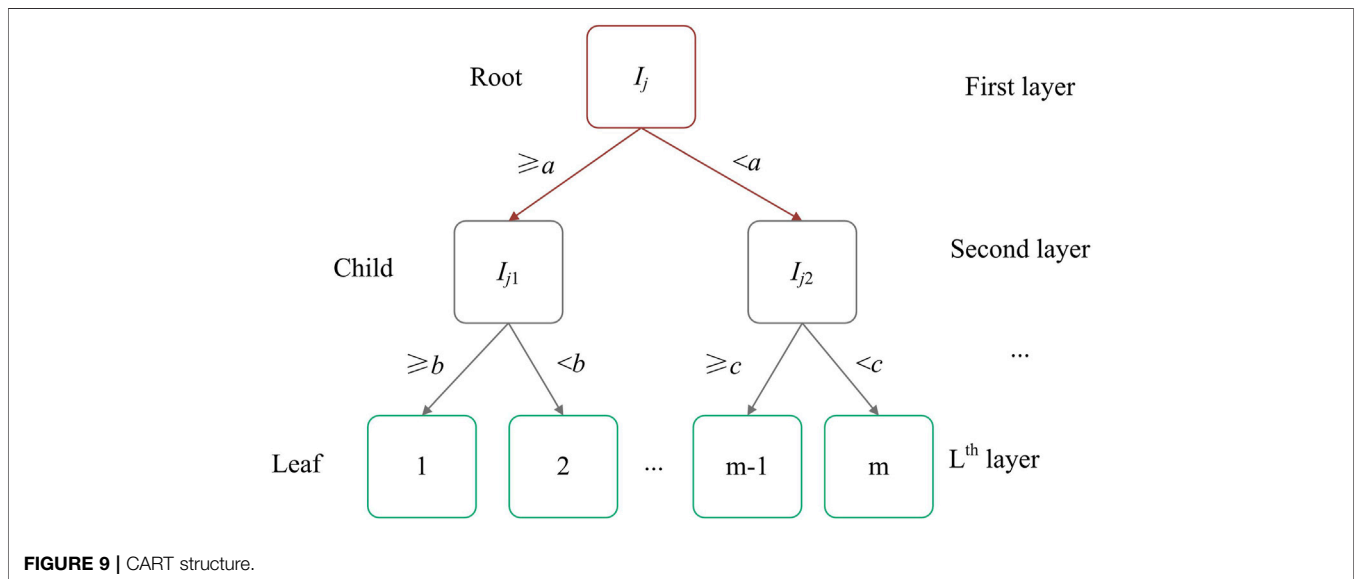 Root
I_j
First layer
≥a
<a
Child
I_j1
I_j2
Second layer
≥b
<b
≥c
<c
...
Leaf
1
2
...
m-1
m
L^th layer
FIGURE 9 | CART structure.